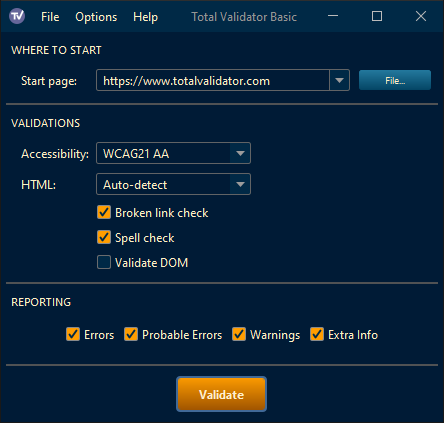 TV File Options Help Total Validator Basic
WHERE TO START
Start page: https://www.totalvalidator.com File...
VALIDATIONS
Accessibility: WCAG21 AA
HTML: Auto-detect
Broken link check
Spell check
Validate DOM
REPORTING
Errors Probable Errors Warnings Extra Info
Validate